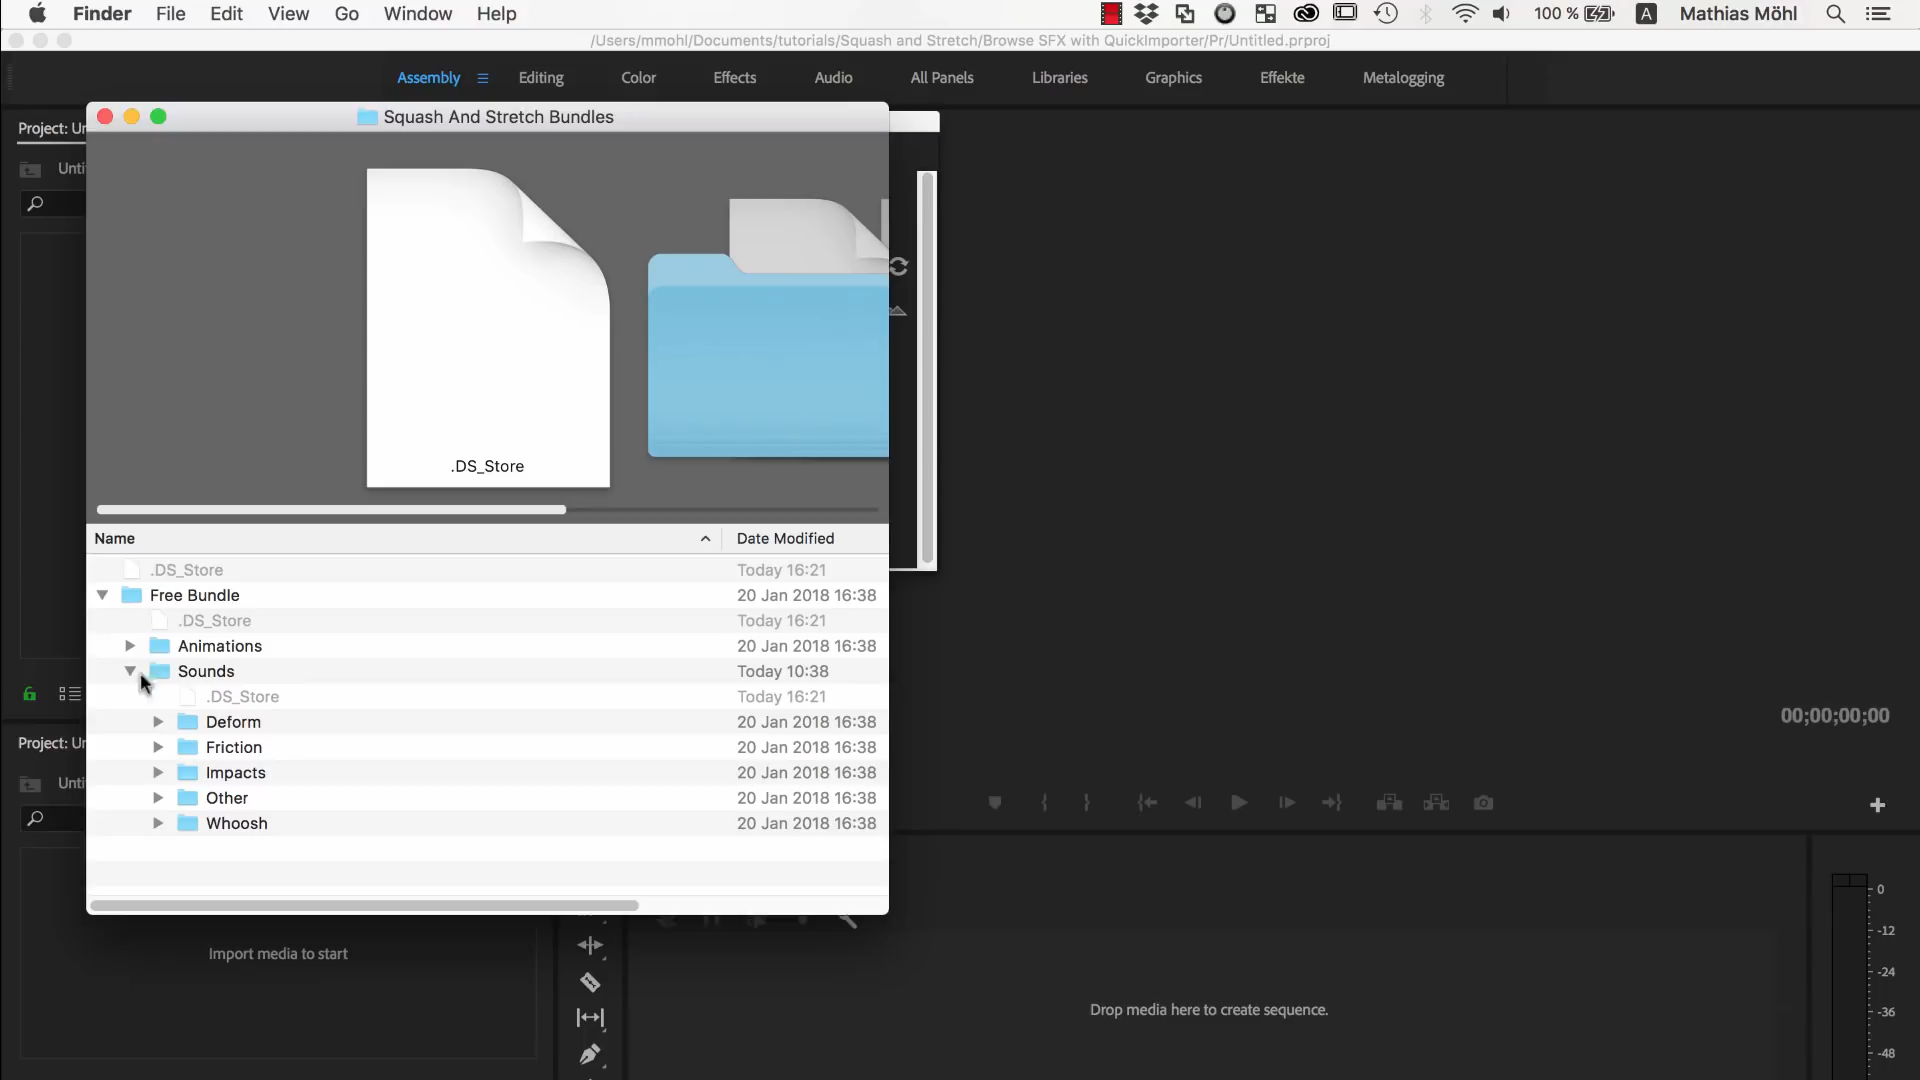 Finder File Edit View Go Window Help 100 % A Mathias Möhl
/Users/mmohl/Documents/tutorials/Squash and Stretch/Browse SFX with QuickImporter/Pr/Untitled.prproj
Assembly Editing Color Effects Audio All Panels Libraries Graphics Effekte Metalogging
Squash And Stretch Bundles
Project: Un
Unti
.DS_Store
Name Date Modified
.DS_Store Today 16:21
Free Bundle 20 Jan 2018 16:38
.DS_Store Today 16:21
Animations 20 Jan 2018 16:38
Sounds Today 10:38
.DS_Store Today 16:21
Deform 20 Jan 2018 16:38
Friction 20 Jan 2018 16:38
Impacts 20 Jan 2018 16:38
Other 20 Jan 2018 16:38
Whoosh 20 Jan 2018 16:38
00;00;00;00
Project: Un
Unti
Import media to start
Drop media here to create sequence.
0
-12
-24
-36
-48